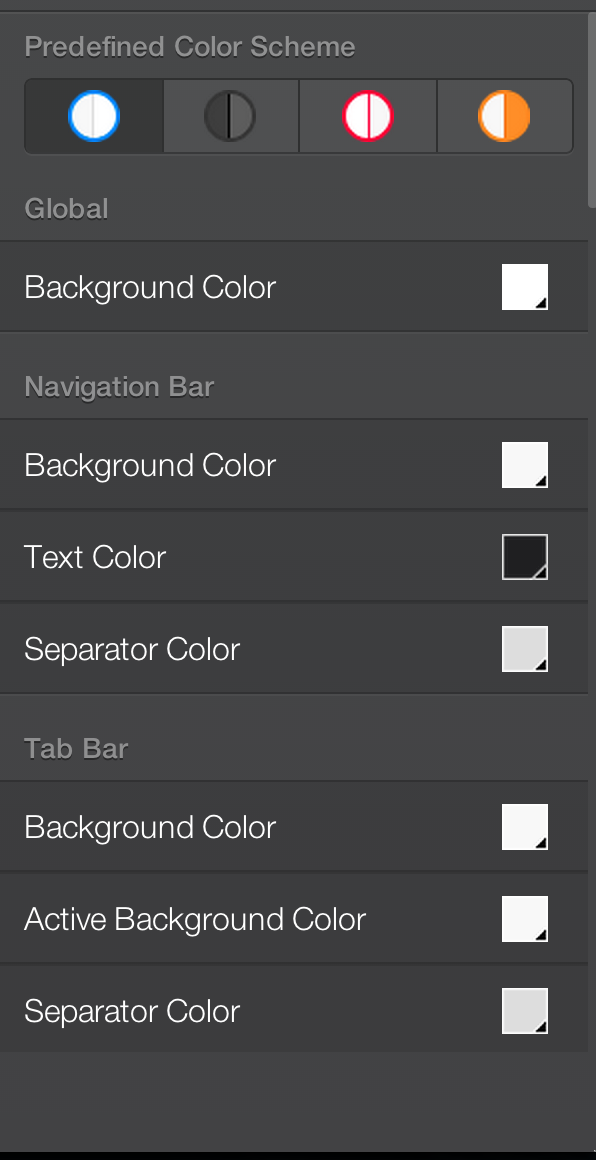 Predefined Color Scheme
Global
Background Color
Navigation Bar
Background Color
Text Color
Separator Color
Tab Bar
Background Color
Active Background Color
Separator Color